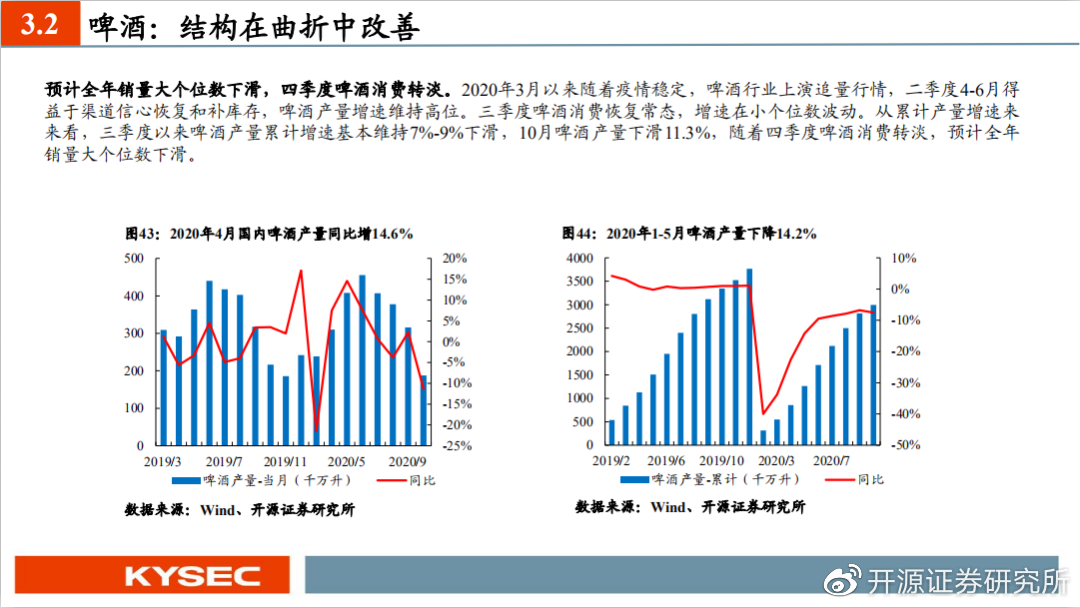 3.2
啤酒：结构在曲折中改善
预计全年销量大个位数下滑，四季度啤酒消费转淡。2020年3月以来随着疫情稳定，啤酒行业上演追量行情，二季度4-6月得
益于渠道信心恢复和补库存，啤酒产量增速维持高位。三季度啤酒消费恢复常态，增速在小个位数波动。从累计产量增速来
来看，三季度以来啤酒产量累计增速基本维持7%-9%下滑，10月啤酒产量下滑11.3%，随着四季度啤酒消费转淡，预计全年
销量大个位数下滑。
图43：2020年4月国内啤酒产量同比增14.6%
500
400
300
200
100
0
20%
15%
10%
5%
0%
-5%
-10%
-15%
-20%
-25%
2019/3 2019/7 2019/11 2020/5 2020/9
啤酒产量-当月（千万升） 同比
数据来源：Wind、开源证券研究所
图44：2020年1-5月啤酒产量下降14.2%
4000
3500
3000
2500
2000
1500
1000
500
0
10%
0%
-10%
-20%
-30%
-40%
-50%
2019/2 2019/6 2019/10 2020/3 2020/7
啤酒产量-累计（千万升） 同比
数据来源：Wind、开源证券研究所
KYSEC
开源证券研究所